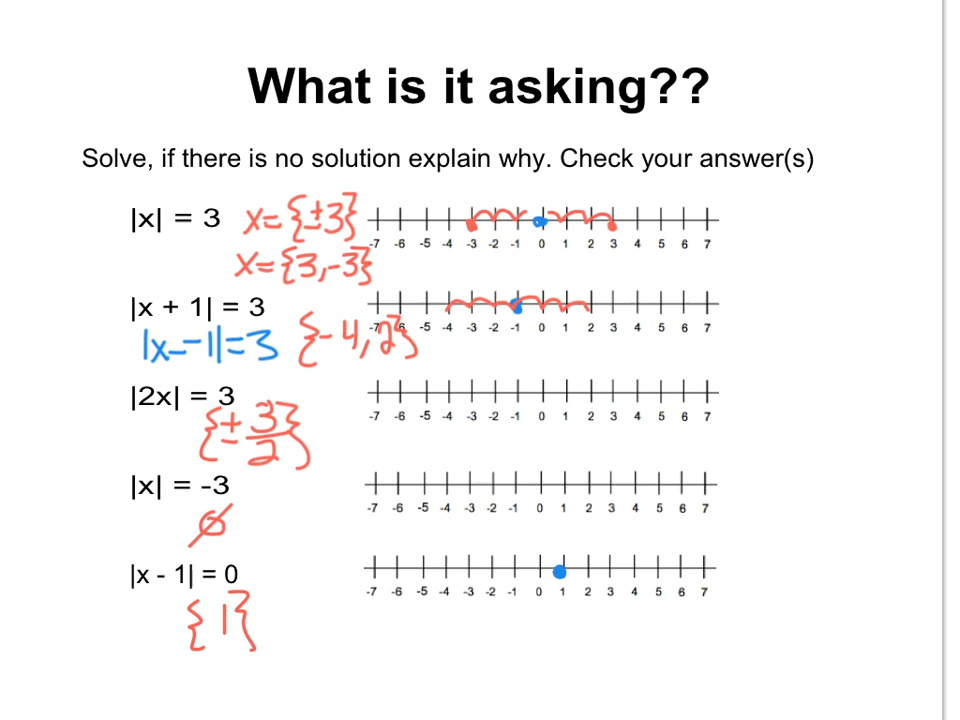 What is it asking??
Solve, if there is no solution explain why. Check your answer(s)
|x| = 3 x = {±3}
-7 -6 -5 -4 -3 -2 -1 0 1 2 3 4 5 6 7
x = {3,-3}
|x + 1| = 3
-7 -6 -5 -4 -3 -2 -1 0 1 2 3 4 5 6 7
|x - -1| = 3 {-4, 2}
|2x| = 3
-7 -6 -5 -4 -3 -2 -1 0 1 2 3 4 5 6 7
{± 3/2}
|x| = -3
-7 -6 -5 -4 -3 -2 -1 0 1 2 3 4 5 6 7
∅
|x - 1| = 0
-7 -6 -5 -4 -3 -2 -1 0 1 2 3 4 5 6 7
{1}